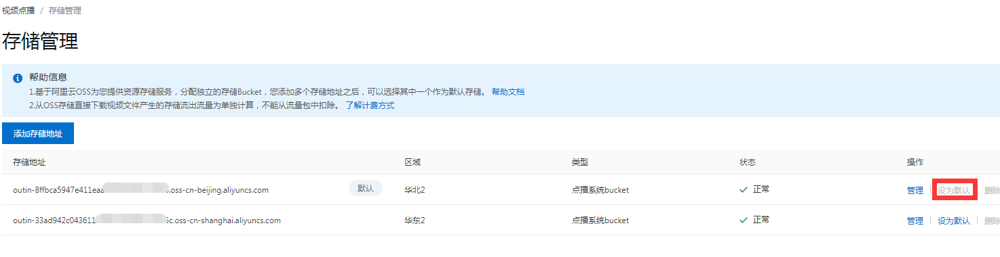 视频点播 / 存储管理
存储管理
帮助信息
1.基于阿里云OSS为您提供资源存储服务，分配独立的存储Bucket，您添加多个存储地址之后，可以选择其中一个作为默认存储。 帮助文档
2.从OSS存储直接下载视频文件产生的存储流出流量为单独计算，不能从流量包中扣除。 了解计费方式
添加存储地址
存储地址 区域 类型 状态 操作
outin-8ffbca5947e411eaa .oss-cn-beijing.aliyuncs.com 默认 华北2 点播系统bucket 正常 管理 | 设为默认 | 删除
outin-33ad942c043611 5c.oss-cn-shanghai.aliyuncs.com 华东2 点播系统bucket 正常 管理 | 设为默认 | 删除